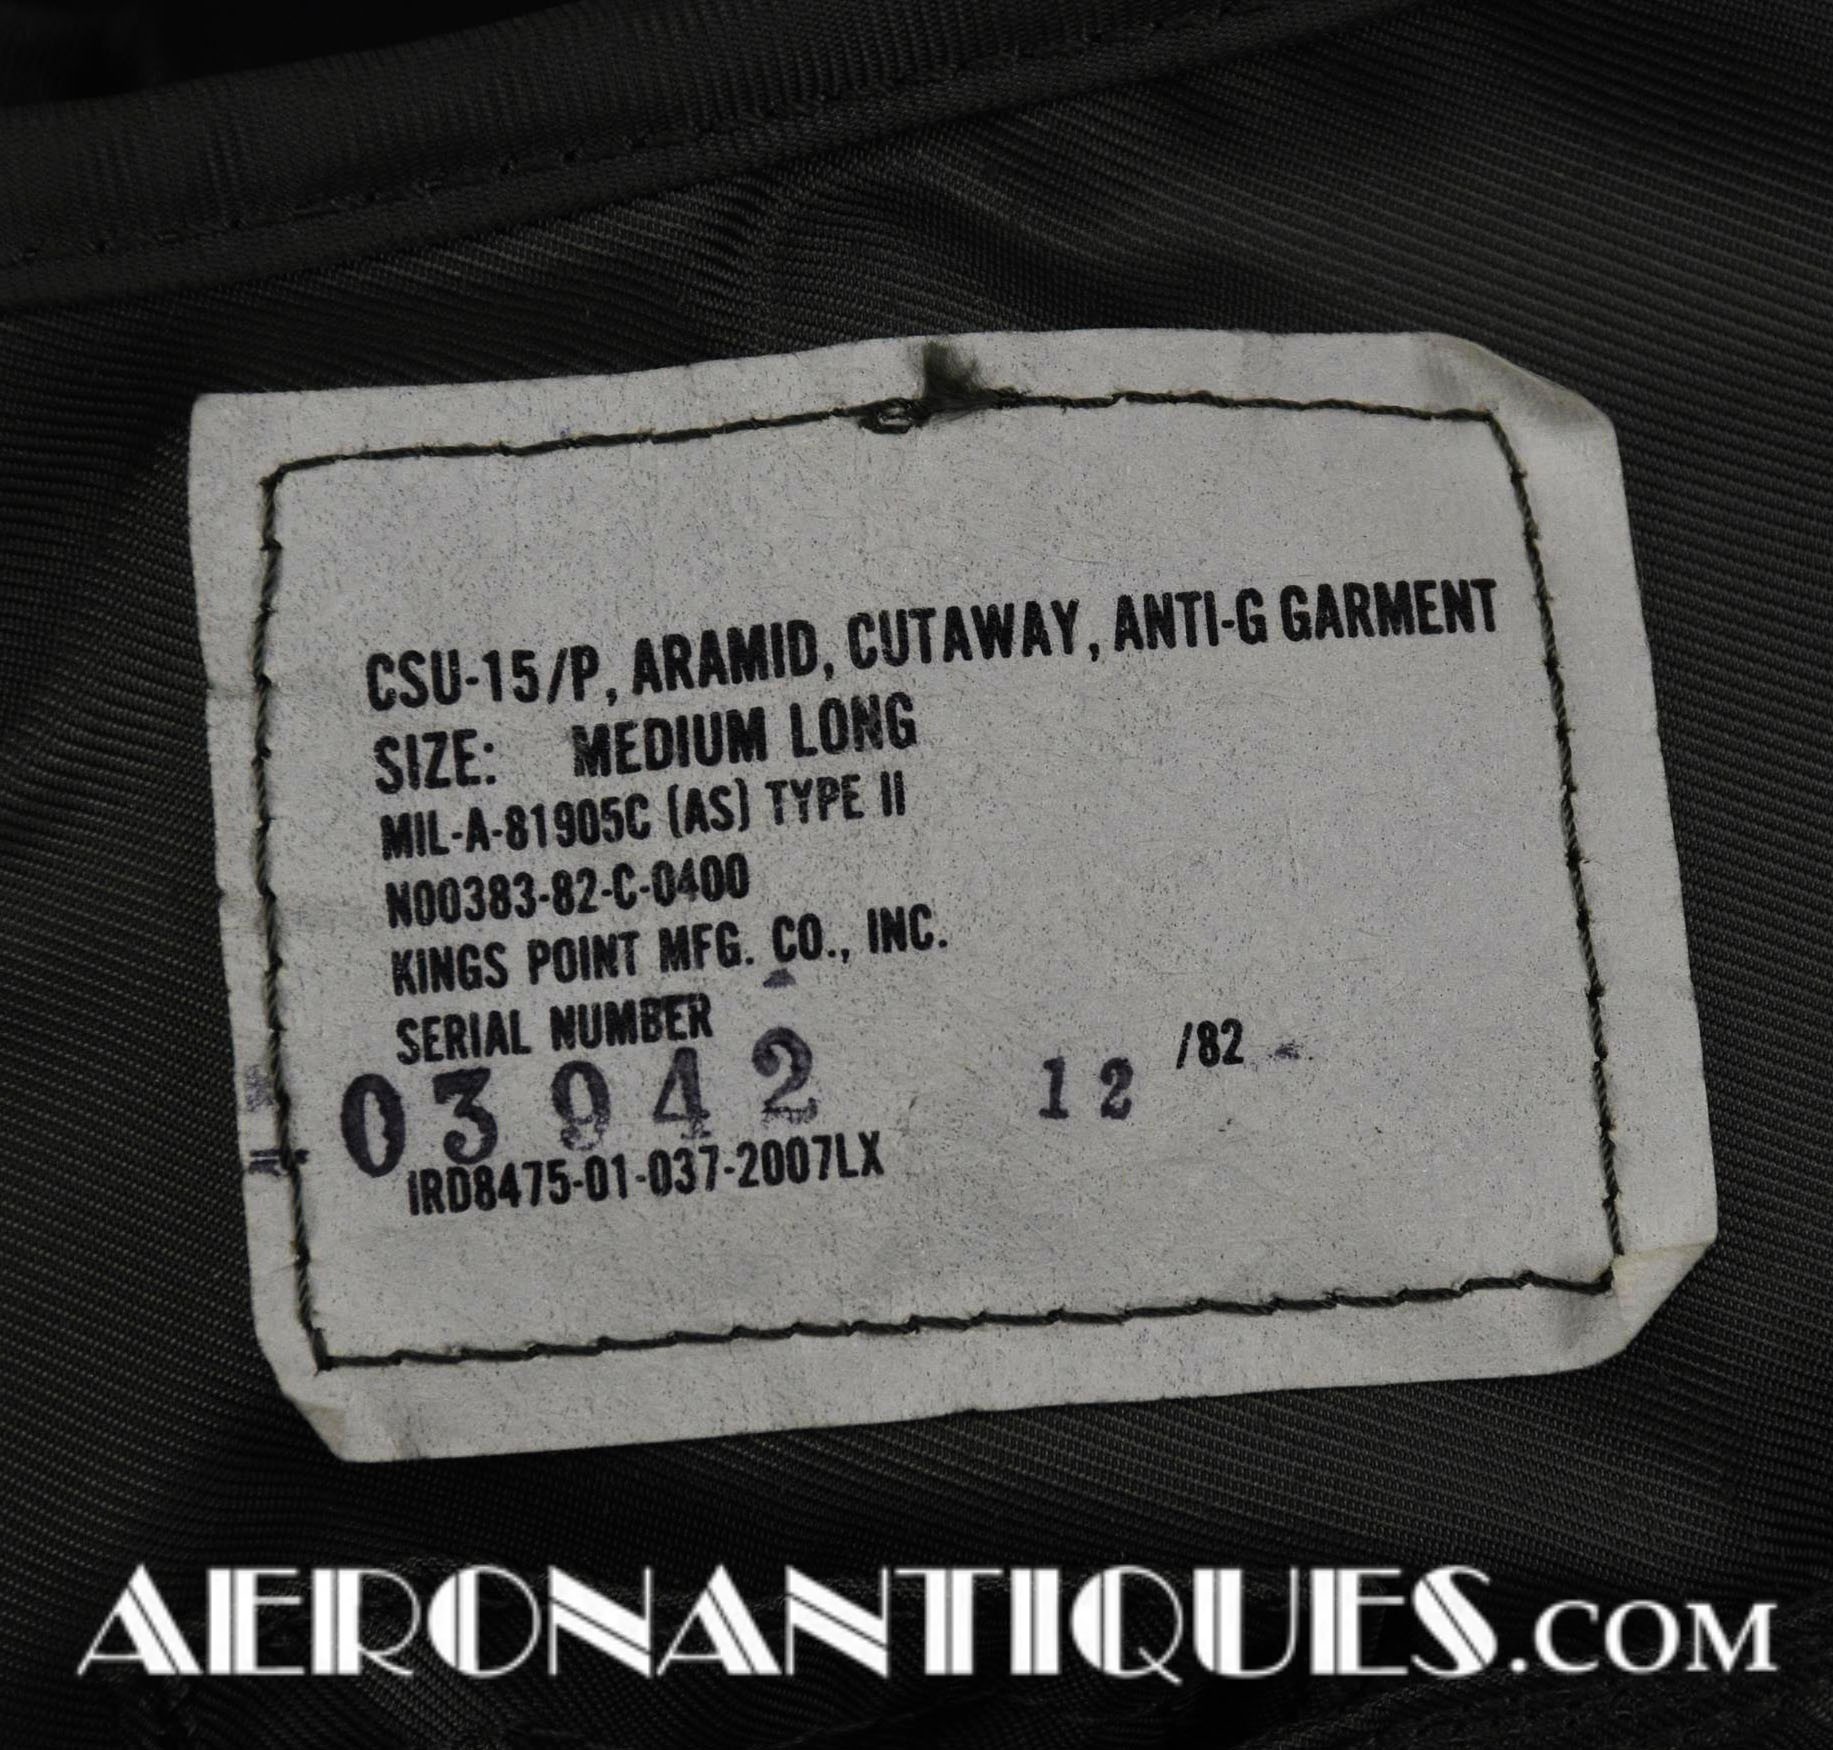 CSU-15/P, ARAMID, CUTAWAY, ANTI-G GARMENT
SIZE: MEDIUM LONG
MIL-A-81905C (AS) TYPE II
N00383-82-C-0400
KINGS POINT MFG. CO., INC.
SERIAL NUMBER
03942 12 /82
IRD8475-01-037-2007LX
AERONANTIQUES.COM